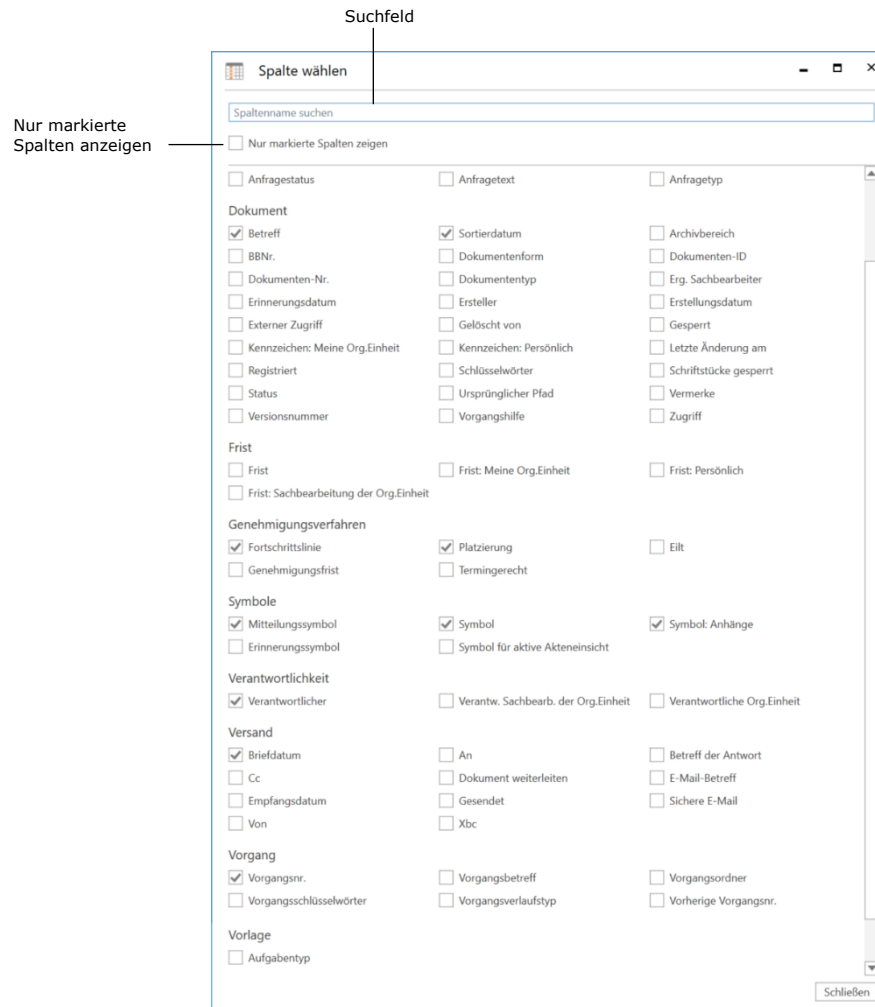 Suchfeld
Spalte wählen
Spaltenname suchen
Nur markierte
Spalten anzeigen
Nur markierte Spalten zeigen
Anfragestatus Anfragetext Anfragetyp
Dokument
Betreff Sortierdatum Archivbereich
BBNr. Dokumentenform Dokumenten-ID
Dokumenten-Nr. Dokumententyp Erg. Sachbearbeiter
Erinnerungsdatum Ersteller Erstellungsdatum
Externer Zugriff Gelöscht von Gesperrt
Kennzeichen: Meine Org.Einheit Kennzeichen: Persönlich Letzte Änderung am
Registriert Schlüsselwörter Schriftstücke gesperrt
Status Ursprünglicher Pfad Vermerke
Versionsnummer Vorgangshilfe Zugriff
Frist
Frist Frist: Meine Org.Einheit Frist: Persönlich
Frist: Sachbearbeitung der Org.Einheit
Genehmigungsverfahren
Fortschrittslinie Platzierung Eilt
Genehmigungsfrist Termingerecht
Symbole
Mitteilungssymbol Symbol Symbol: Anhänge
Erinnerungssymbol Symbol für aktive Akteneinsicht
Verantwortlichkeit
Verantwortlicher Verantw. Sachbearb. der Org.Einheit Verantwortliche Org.Einheit
Versand
Briefdatum An Betreff der Antwort
Cc Dokument weiterleiten E-Mail-Betreff
Empfangsdatum Gesendet Sichere E-Mail
Von Xbc
Vorgang
Vorgangsnr. Vorgangsbetreff Vorgangsordner
Vorgangsschlüsselwörter Vorgangsverlaufstyp Vorherige Vorgangsnr.
Vorlage
Aufgabentyp
Schließen